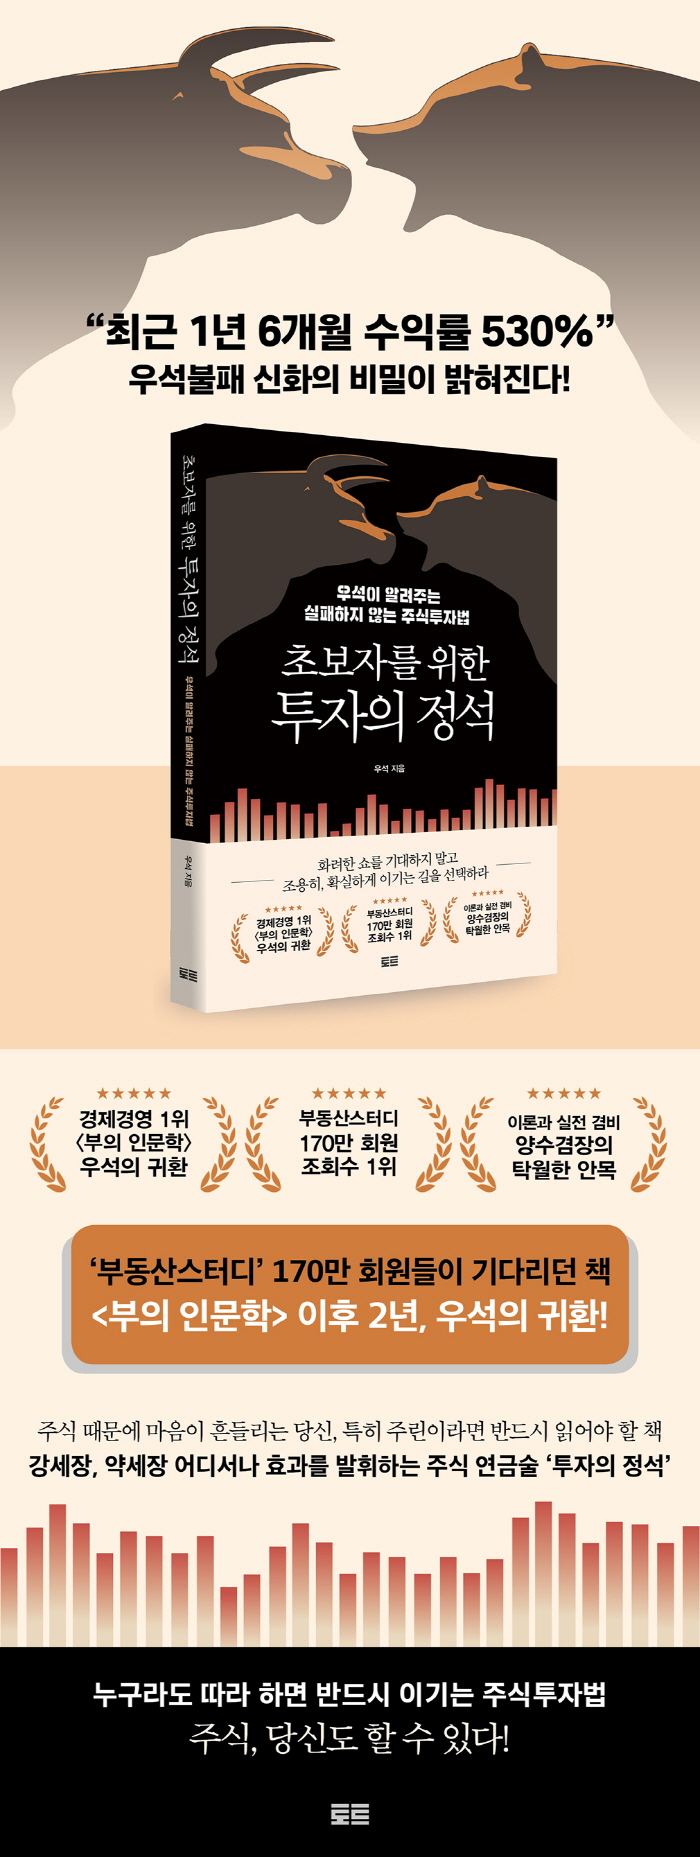 “최근 1년 6개월 수익률 530%”
우석불패 신화의 비밀이 밝혀진다!
초보자를 위한 투자의 정석
우석이 알려주는 실패하지 않는 주식투자법
우석 지음
토트
우석이 알려주는
실패하지 않는 주식투자법
초보자를 위한
투자의 정석
우석 지음
화려한 쇼를 기대하지 말고
조용히, 확실하게 이기는 길을 선택하라
★★★★★
경제경영 1위
〈부의 인문학〉
우석의 귀환
★★★★★
부동산스터디
170만 회원
조회수 1위
★★★★★
이론과 실전 겸비
양수겸장의
탁월한 안목
토트
★★★★★
경제경영 1위
〈부의 인문학〉
우석의 귀환
★★★★★
부동산스터디
170만 회원
조회수 1위
★★★★★
이론과 실전 겸비
양수겸장의
탁월한 안목
‘부동산스터디’ 170만 회원들이 기다리던 책
<부의 인문학> 이후 2년, 우석의 귀환!
주식 때문에 마음이 흔들리는 당신, 특히 주린이라면 반드시 읽어야 할 책
강세장, 약세장 어디서나 효과를 발휘하는 주식 연금술 ‘투자의 정석’
누구라도 따라 하면 반드시 이기는 주식투자법
주식, 당신도 할 수 있다!
토트